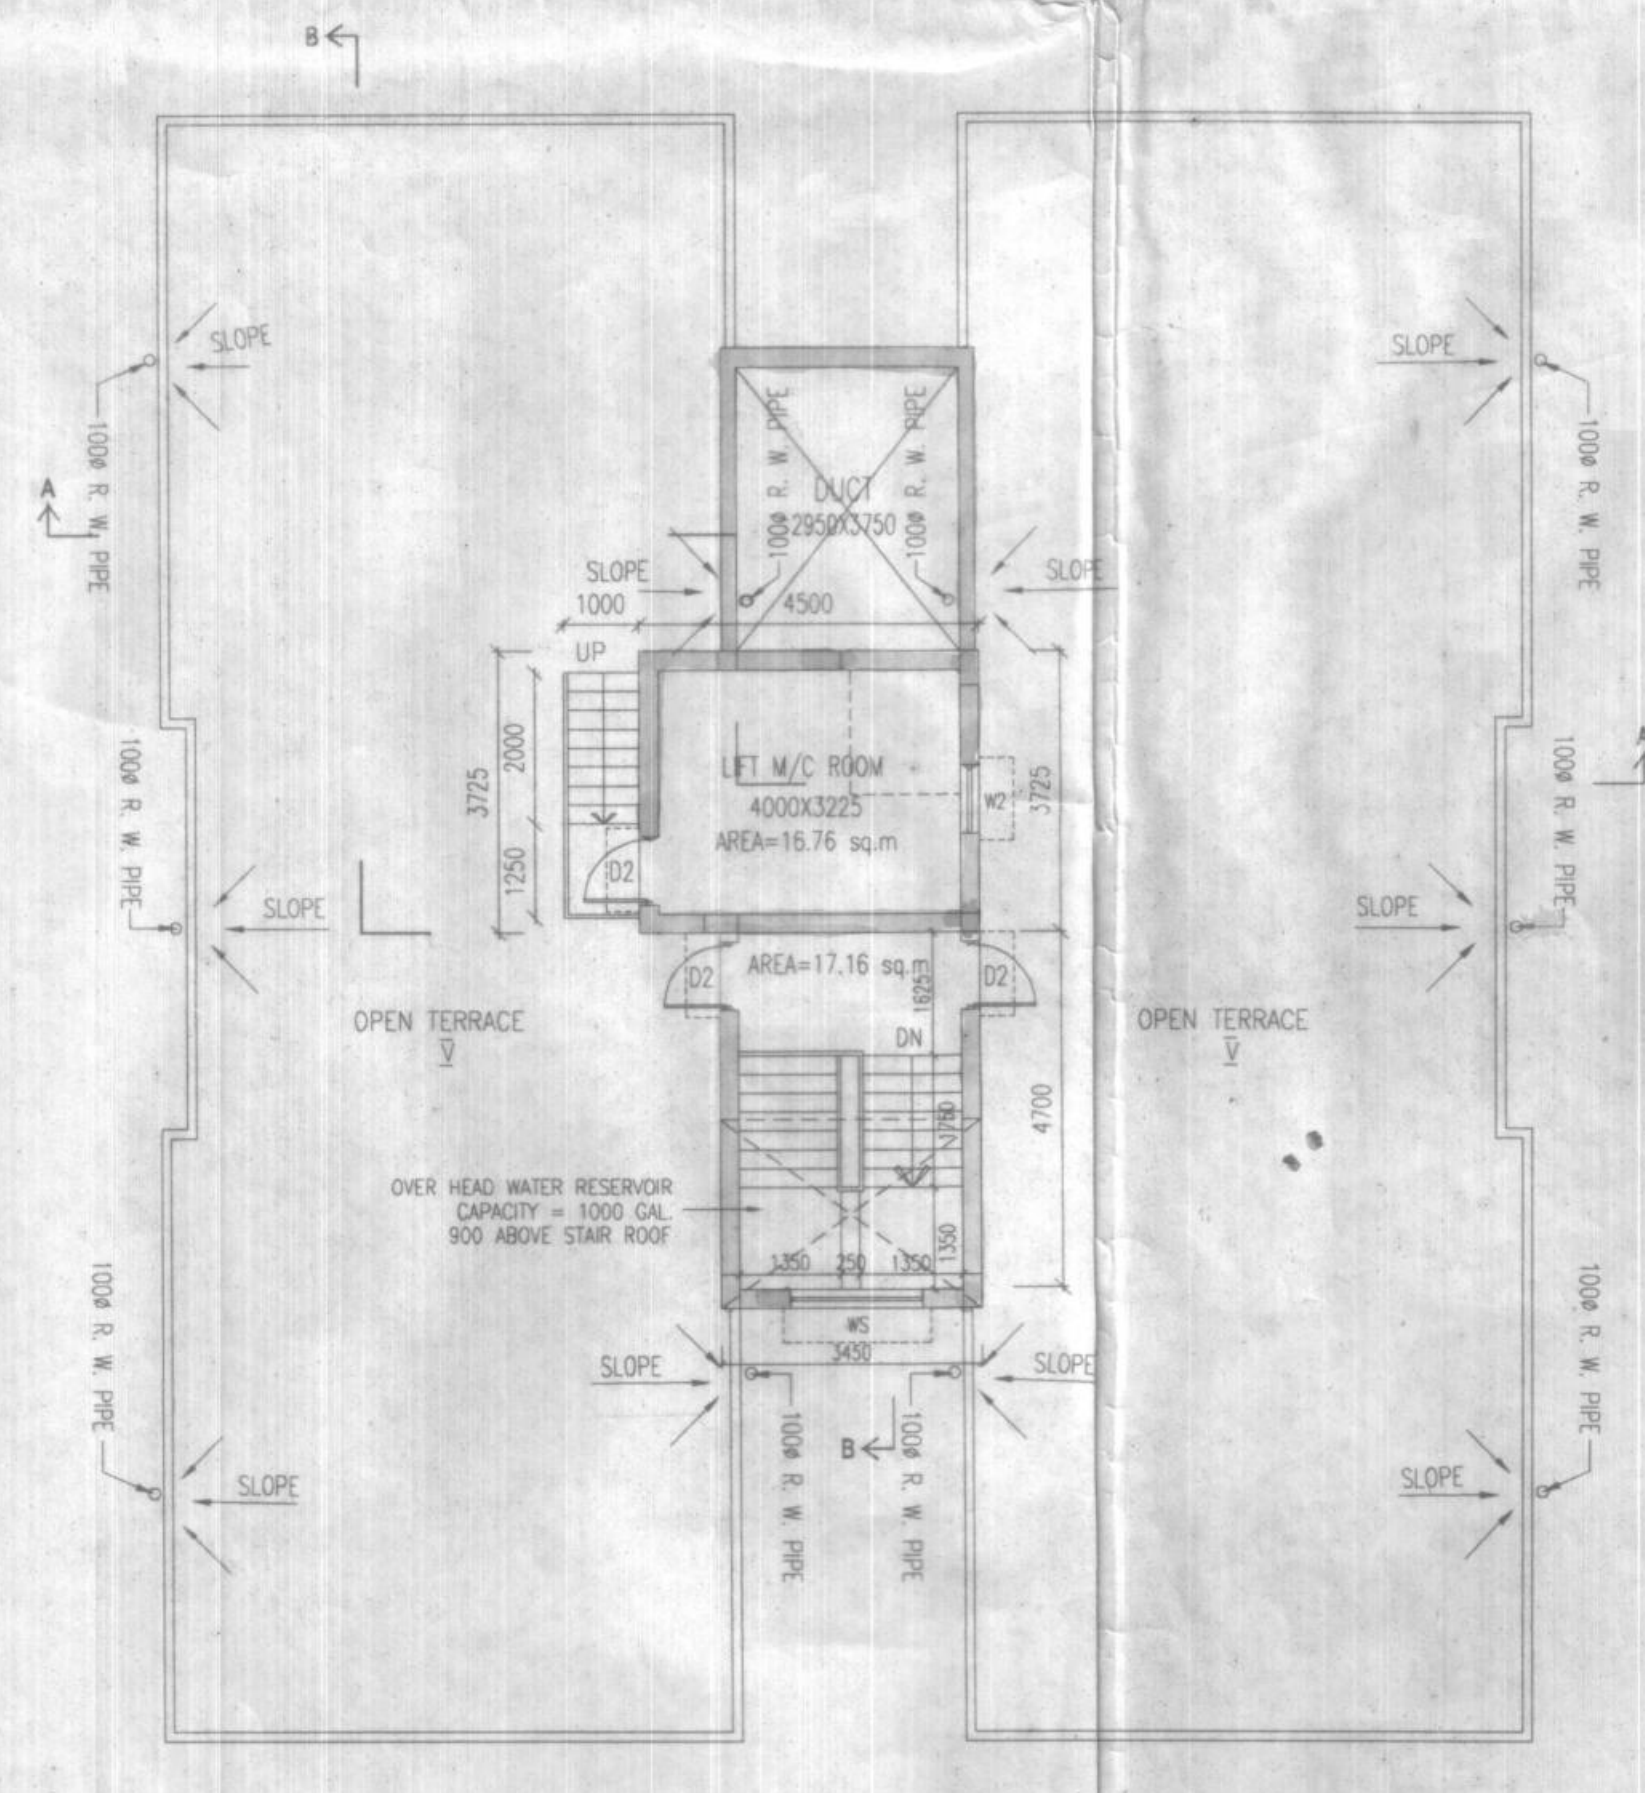 B
SLOPE
SLOPE
100ø R. W. PIPE
100ø R. W. PIPE
100ø R. W. PIPE
100ø R. W. PIPE
DUCT
2950X3750
A
SLOPE
SLOPE
1000
4500
UP
3725
2000
1250
LIFT M/C ROOM
4000X3225
AREA=16.76 sq.m
W2
3725
D2
100ø R. W. PIPE
100ø R. W. PIPE
A
SLOPE
SLOPE
D2
AREA=17.16 sq.m
D2
1625
OPEN TERRACE
V
OPEN TERRACE
V
DN
4700
1750
OVER HEAD WATER RESERVOIR
CAPACITY = 1000 GAL.
900 ABOVE STAIR ROOF
1350
250
1350
1350
WS
3450
SLOPE
SLOPE
100ø R. W. PIPE
100ø R. W. PIPE
B
100ø R. W. PIPE
100ø R. W. PIPE
SLOPE
SLOPE